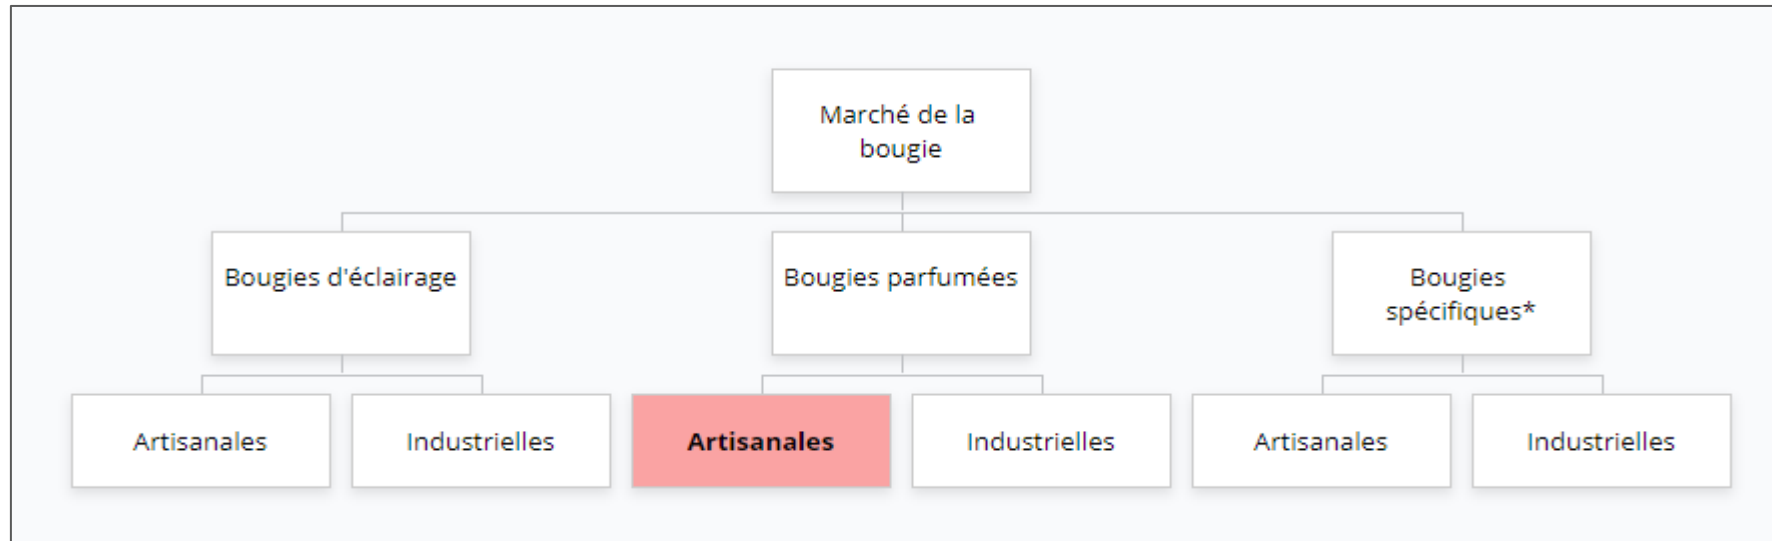 Marché de la
bougie
Bougies d'éclairage
Bougies parfumées
Bougies
spécifiques*
Artisanales
Industrielles
Artisanales
Industrielles
Artisanales
Industrielles